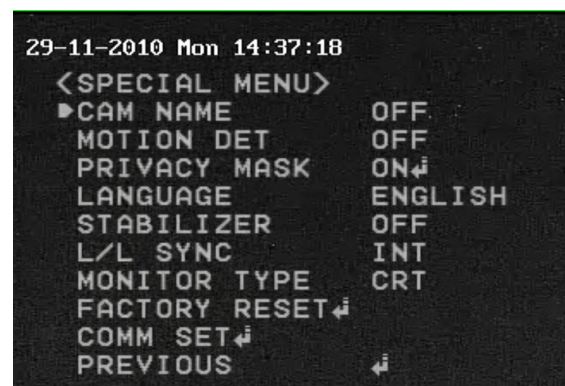 29-11-2010 Mon 14:37:18
<SPECIAL MENU>
CAM NAME OFF
MOTION DET OFF
PRIVACY MASK ON↲
LANGUAGE ENGLISH
STABILIZER OFF
L/L SYNC INT
MONITOR TYPE CRT
FACTORY RESET↲
COMM SET↲
PREVIOUS ↲